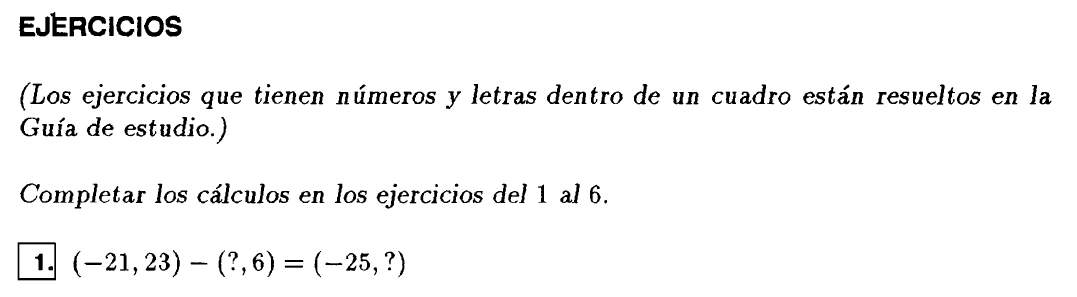 EJERCICIOS
(Los ejercicios que tienen números y letras dentro de un cuadro están resueltos en la
Guía de estudio.)
Completar los cálculos en los ejercicios del 1 al 6.
1. (−21, 23) − (?, 6) = (−25, ?)